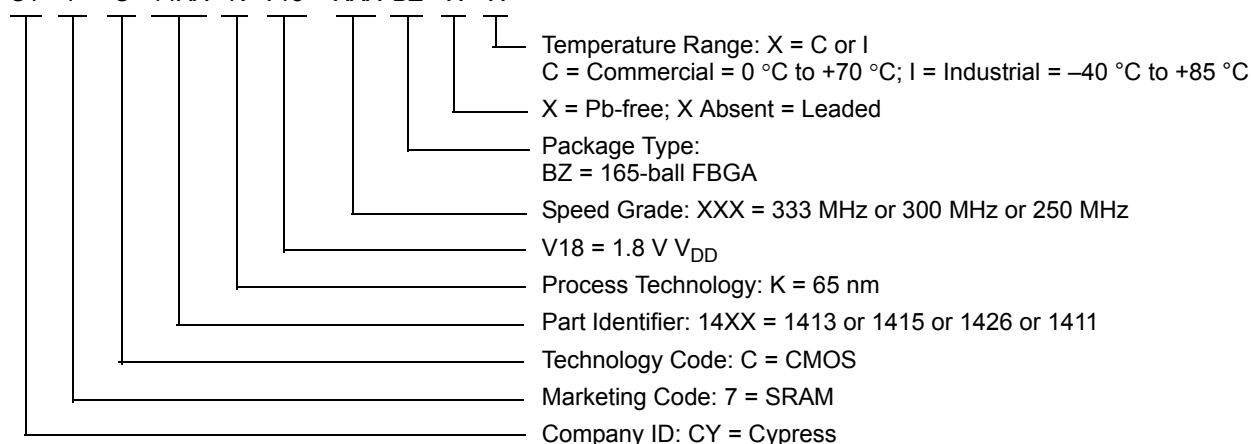 Temperature Range: X = C or I
C = Commercial = 0 °C to +70 °C; I = Industrial = –40 °C to +85 °C
X = Pb-free; X Absent = Leaded
Package Type:
BZ = 165-ball FBGA
Speed Grade: XXX = 333 MHz or 300 MHz or 250 MHz
V18 = 1.8 V VDD
Process Technology: K = 65 nm
Part Identifier: 14XX = 1413 or 1415 or 1426 or 1411
Technology Code: C = CMOS
Marketing Code: 7 = SRAM
Company ID: CY = Cypress